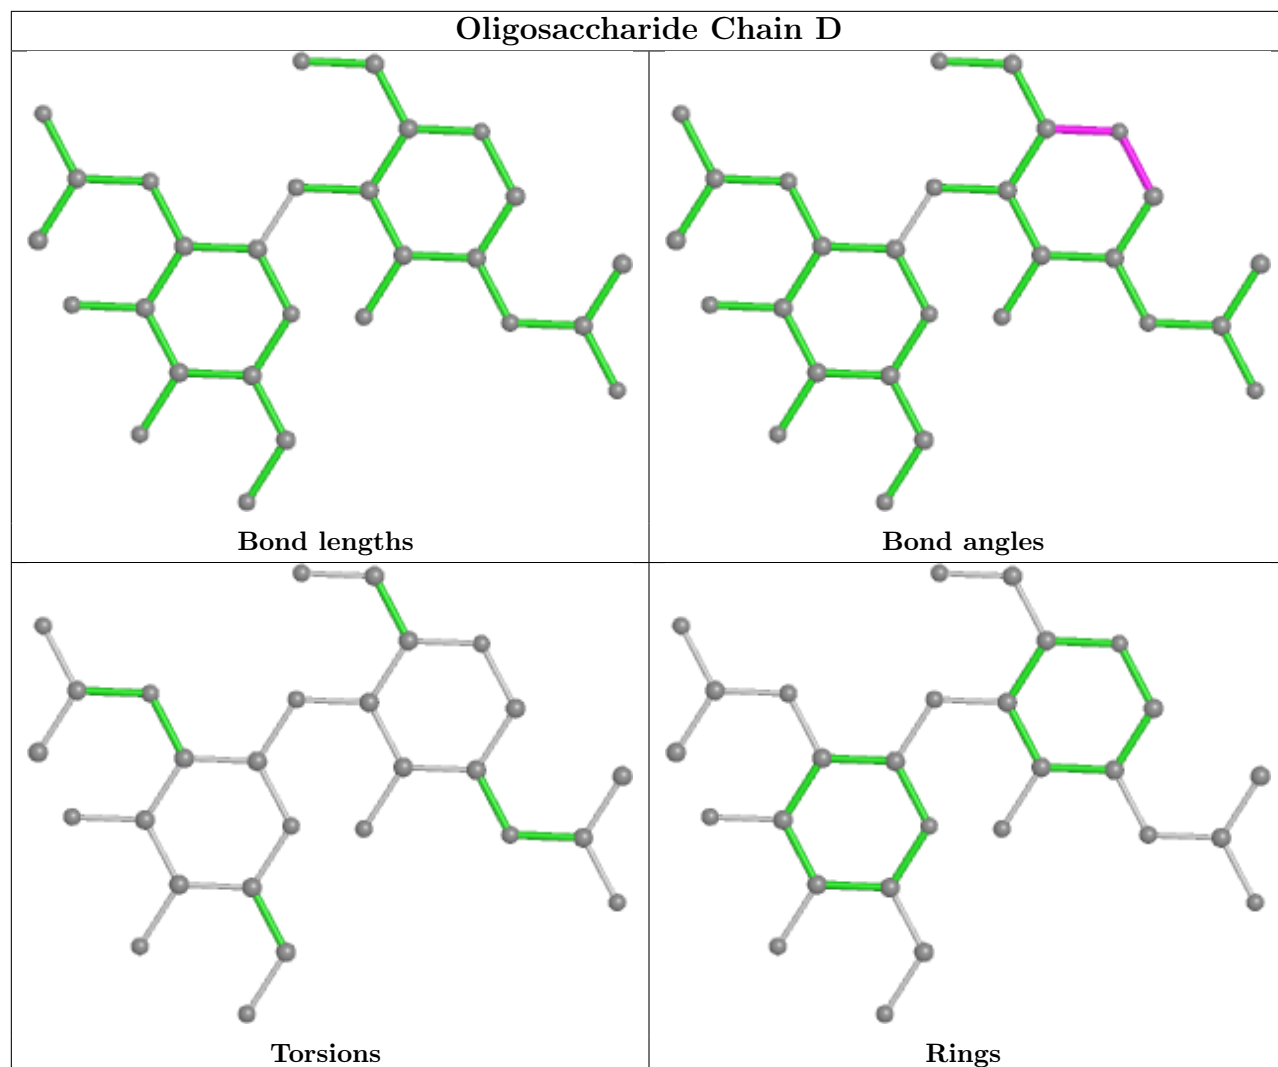 Oligosaccharide Chain D
Bond lengths
Bond angles
Torsions
Rings